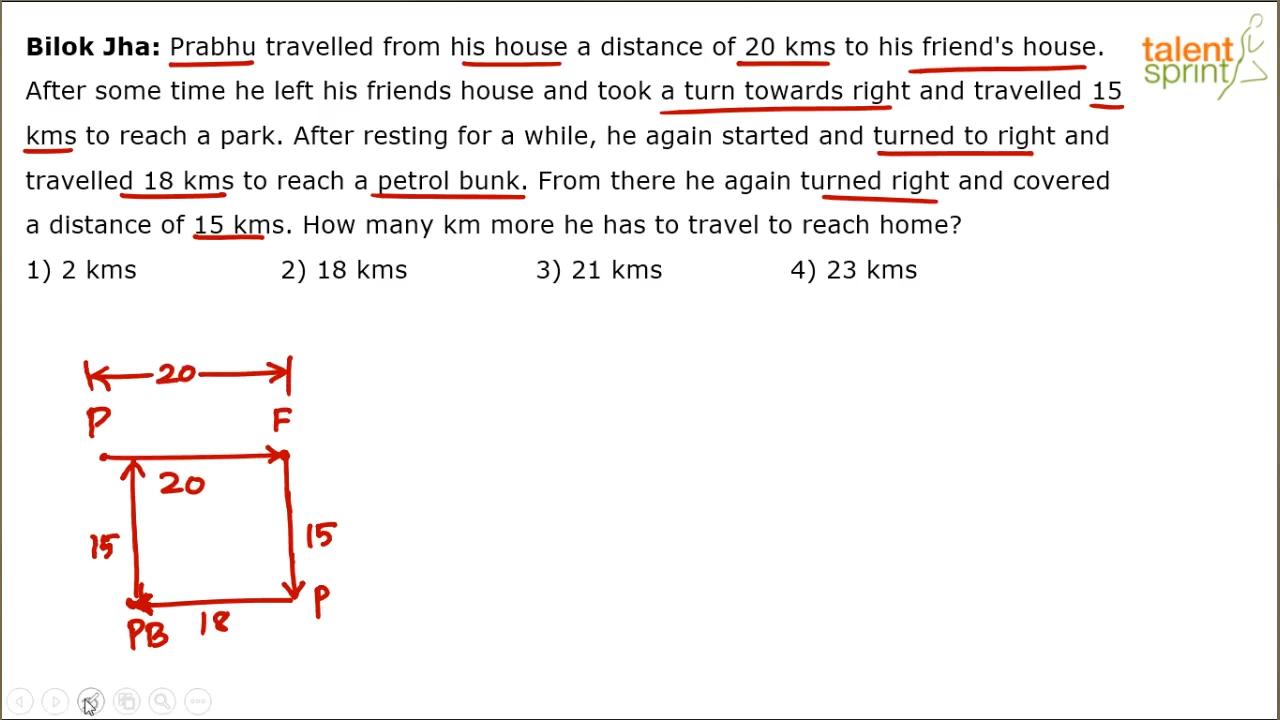 Bilok Jha: Prabhu travelled from his house a distance of 20 kms to his friend's house.
After some time he left his friends house and took a turn towards right and travelled 15
kms to reach a park. After resting for a while, he again started and turned to right and
travelled 18 kms to reach a petrol bunk. From there he again turned right and covered
a distance of 15 kms. How many km more he has to travel to reach home?
1) 2 kms 2) 18 kms 3) 21 kms 4) 23 kms
talent
sprint
20
P F
20
15 15
P
PB 18